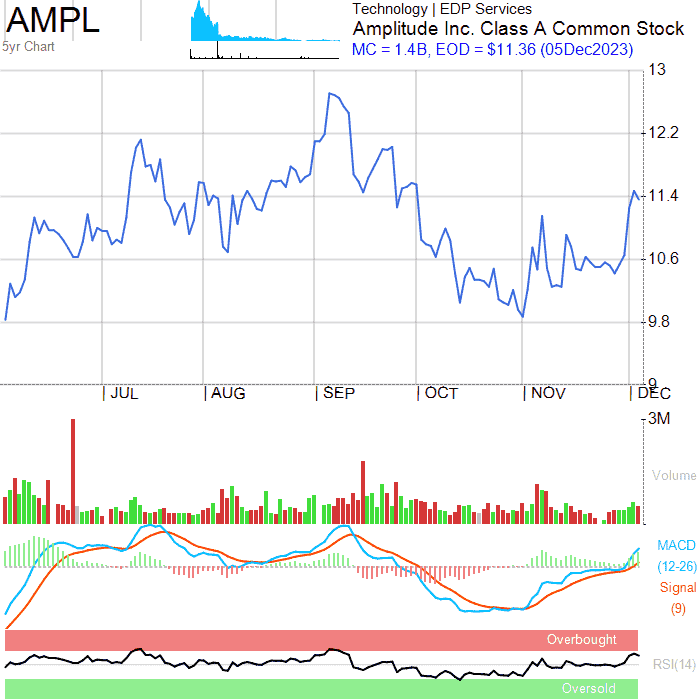 AMPL
5yr Chart
Technology | EDP Services
Amplitude Inc. Class A Common Stock
MC = 1.4B, EOD = $11.36 (05Dec2023)
13
12.2
11.4
10.6
9.8
9
| JUL | AUG | SEP | OCT | NOV | DEC
3M
Volume
MACD
(12-26)
Signal
(9)
Overbought
RSI(14)
Oversold